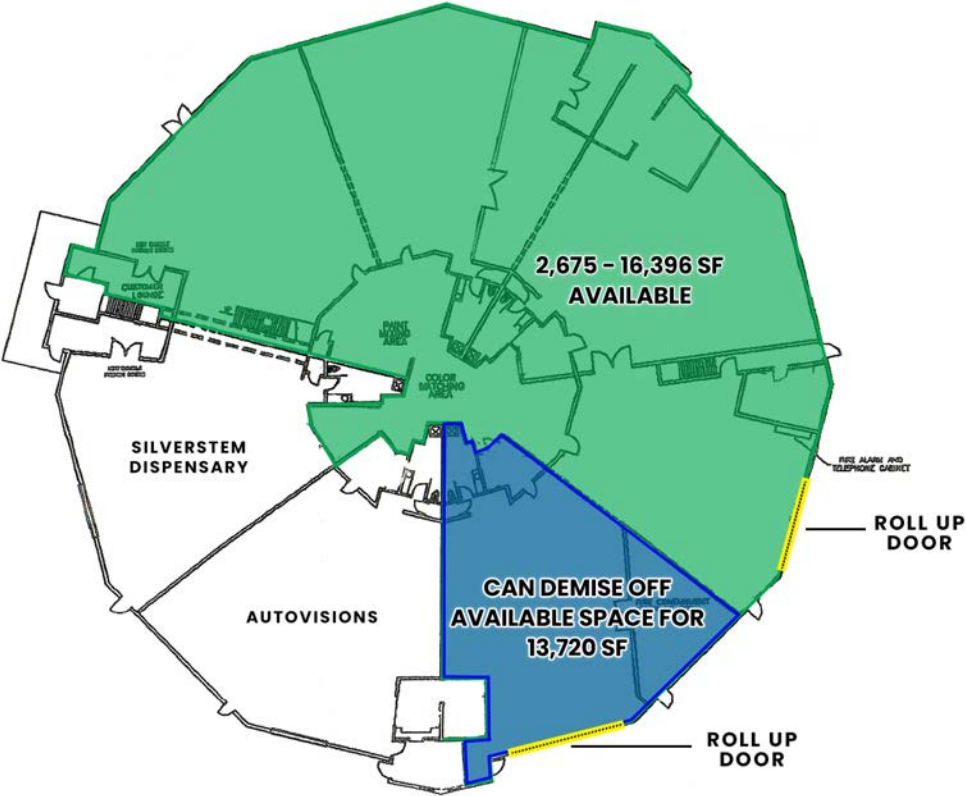 2,675 - 16,396 SF
AVAILABLE
CUSTOMER
LOUNGE
PAINT
MIXING
AREA
COLOR
MATCHING
AREA
SILVERSTEM
DISPENSARY
FIRE ALARM AND
TELEPHONE CABINET
ROLL UP
DOOR
CAN DEMISE OFF
AVAILABLE SPACE FOR
13,720 SF
AUTOVISIONS
ROLL UP
DOOR